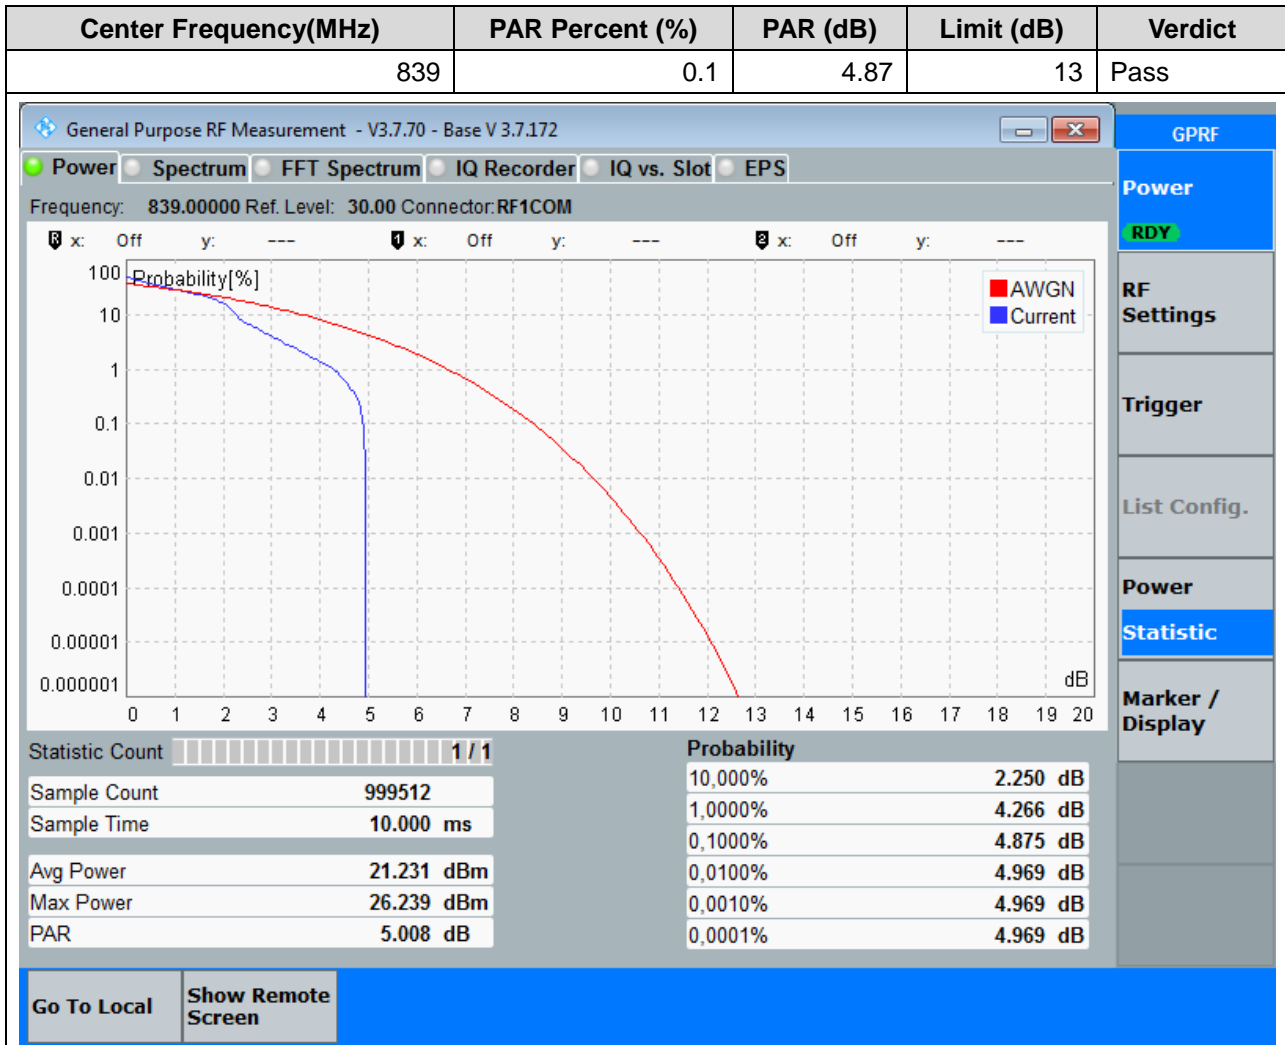 Center Frequency(MHz) PAR Percent (%) PAR (dB) Limit (dB) Verdict
839 0.1 4.87 13 Pass
General Purpose RF Measurement - V3.7.70 - Base V 3.7.172
GPRF
Power Spectrum FFT Spectrum IQ Recorder IQ vs. Slot EPS
Power
RDY
Frequency: 839.00000 Ref. Level: 30.00 Connector: RF1COM
R x: Off y: --- 1 x: Off y: --- 2 x: Off y: ---
Probability[%]
AWGN
Current
100
10
1
0.1
0.01
0.001
0.0001
0.00001
0.000001
dB
0 1 2 3 4 5 6 7 8 9 10 11 12 13 14 15 16 17 18 19 20
RF
Settings
Trigger
List Config.
Power
Statistic
Marker /
Display
Statistic Count 1 / 1
Sample Count 999512
Sample Time 10.000 ms
Avg Power 21.231 dBm
Max Power 26.239 dBm
PAR 5.008 dB
Probability
10,000% 2.250 dB
1,0000% 4.266 dB
0,1000% 4.875 dB
0,0100% 4.969 dB
0,0010% 4.969 dB
0,0001% 4.969 dB
Go To Local
Show Remote
Screen